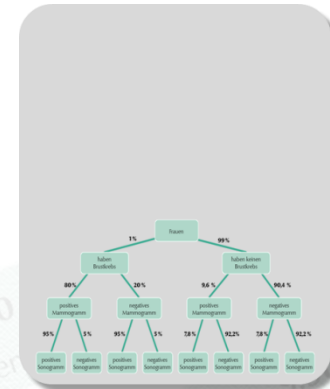 Frauen
1% 99%
haben Brustkrebs
haben keinen Brustkrebs
80% 20% 9,6 % 90,4 %
positives Mammogramm
negatives Mammogramm
positives Mammogramm
negatives Mammogramm
95% 5 % 95% 5 % 7,8 % 92,2% 7,8 % 92,2 %
positives Sonogramm
negatives Sonogramm
positives Sonogramm
negatives Sonogramm
positives Sonogramm
negatives Sonogramm
positives Sonogramm
negatives Sonogramm